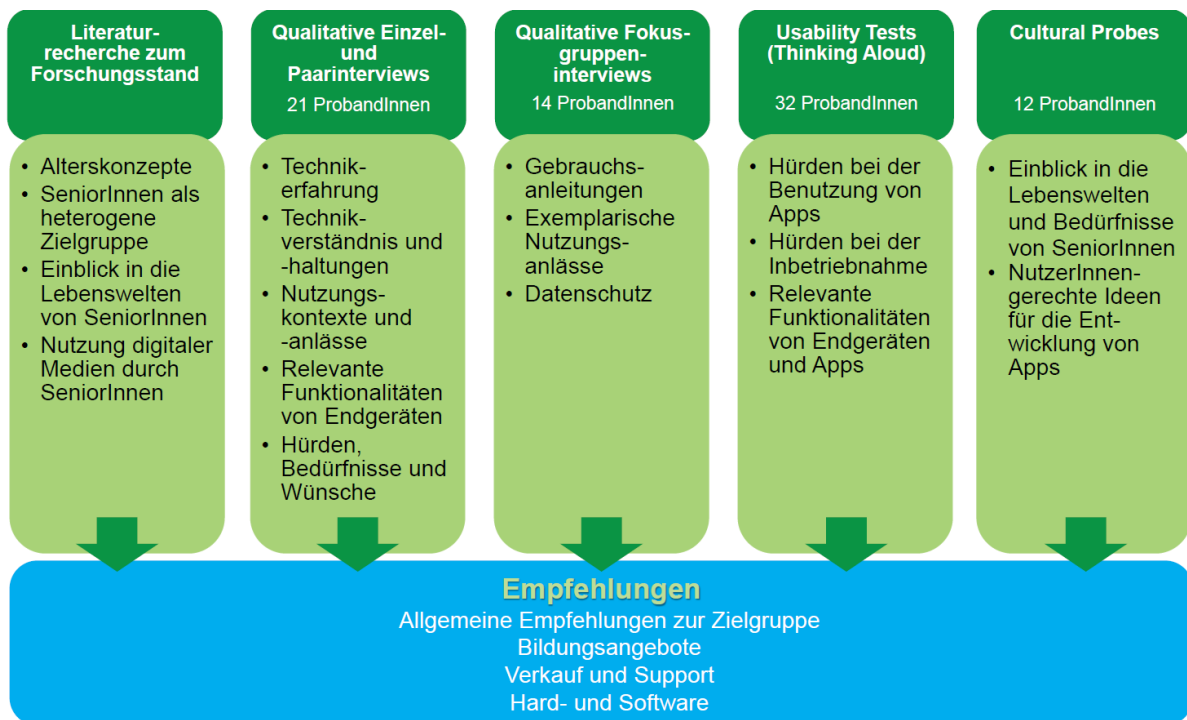 Literatur-
recherche zum
Forschungsstand
Qualitative Einzel-
und
Paarinterviews
21 ProbandInnen
Qualitative Fokus-
gruppen-
interviews
14 ProbandInnen
Usability Tests
(Thinking Aloud)
32 ProbandInnen
Cultural Probes
12 ProbandInnen
• Alterskonzepte
• SeniorInnen als
heterogene
Zielgruppe
• Einblick in die
Lebenswelten
von SeniorInnen
• Nutzung digitaler
Medien durch
SeniorInnen
• Technik-
erfahrung
• Technik-
verständnis und
-haltungen
• Nutzungs-
kontexte und
-anlässe
• Relevante
Funktionalitäten
von Endgeräten
• Hürden,
Bedürfnisse und
Wünsche
• Gebrauchs-
anleitungen
• Exemplarische
Nutzungs-
anlässe
• Datenschutz
• Hürden bei der
Benutzung von
Apps
• Hürden bei der
Inbetriebnahme
• Relevante
Funktionalitäten
von Endgeräten
und Apps
• Einblick in die
Lebenswelten
und Bedürfnisse
von SeniorInnen
• NutzerInnen-
gerechte Ideen
für die Ent-
wicklung von
Apps
Empfehlungen
Allgemeine Empfehlungen zur Zielgruppe
Bildungsangebote
Verkauf und Support
Hard- und Software